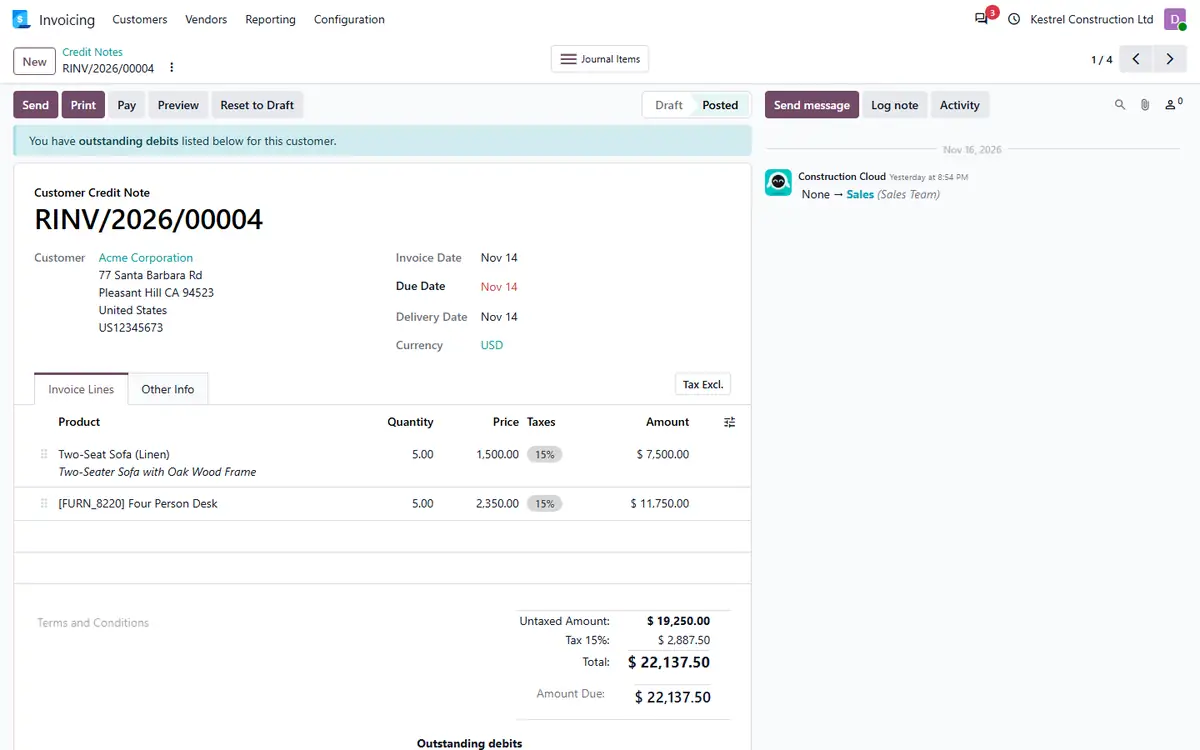 Invoicing Customers Vendors Reporting Configuration
3 Kestrel Construction Ltd D
New
Credit Notes
RINV/2026/00004
Journal Items
1 / 4
Send Print Pay Preview Reset to Draft
Draft Posted
Send message Log note Activity
0
You have outstanding debits listed below for this customer.
Nov 16, 2026
Construction Cloud Yesterday at 8:54 PM
None → Sales (Sales Team)
Customer Credit Note
RINV/2026/00004
Customer Acme Corporation
77 Santa Barbara Rd
Pleasant Hill CA 94523
United States
US12345673
Invoice Date Nov 14
Due Date Nov 14
Delivery Date Nov 14
Currency USD
Invoice Lines Other Info
Tax Excl.
Product Quantity Price Taxes Amount
Two-Seat Sofa (Linen) 5.00 1,500.00 15% $ 7,500.00
Two-Seater Sofa with Oak Wood Frame
[FURN_8220] Four Person Desk 5.00 2,350.00 15% $ 11,750.00
Terms and Conditions
Untaxed Amount: $ 19,250.00
Tax 15%: $ 2,887.50
Total: $ 22,137.50
Amount Due: $ 22,137.50
Outstanding debits